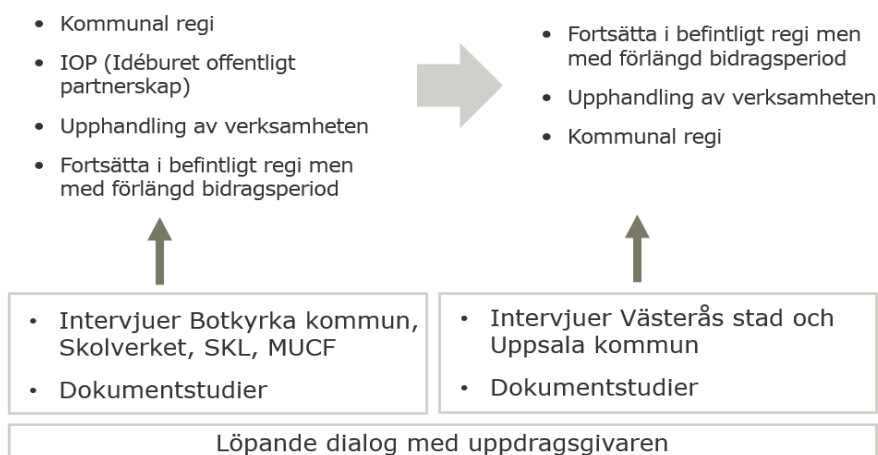 • Kommunal regi
• IOP (Idéburet offentligt
partnerskap)
• Upphandling av verksamheten
• Fortsätta i befintligt regi men
med förlängd bidragsperiod
• Fortsätta i befintligt regi men
med förlängd bidragsperiod
• Upphandling av verksamheten
• Kommunal regi
• Intervjuer Botkyrka kommun,
Skolverket, SKL, MUCF
• Dokumentstudier
• Intervjuer Västerås stad och
Uppsala kommun
• Dokumentstudier
Löpande dialog med uppdragsgivaren